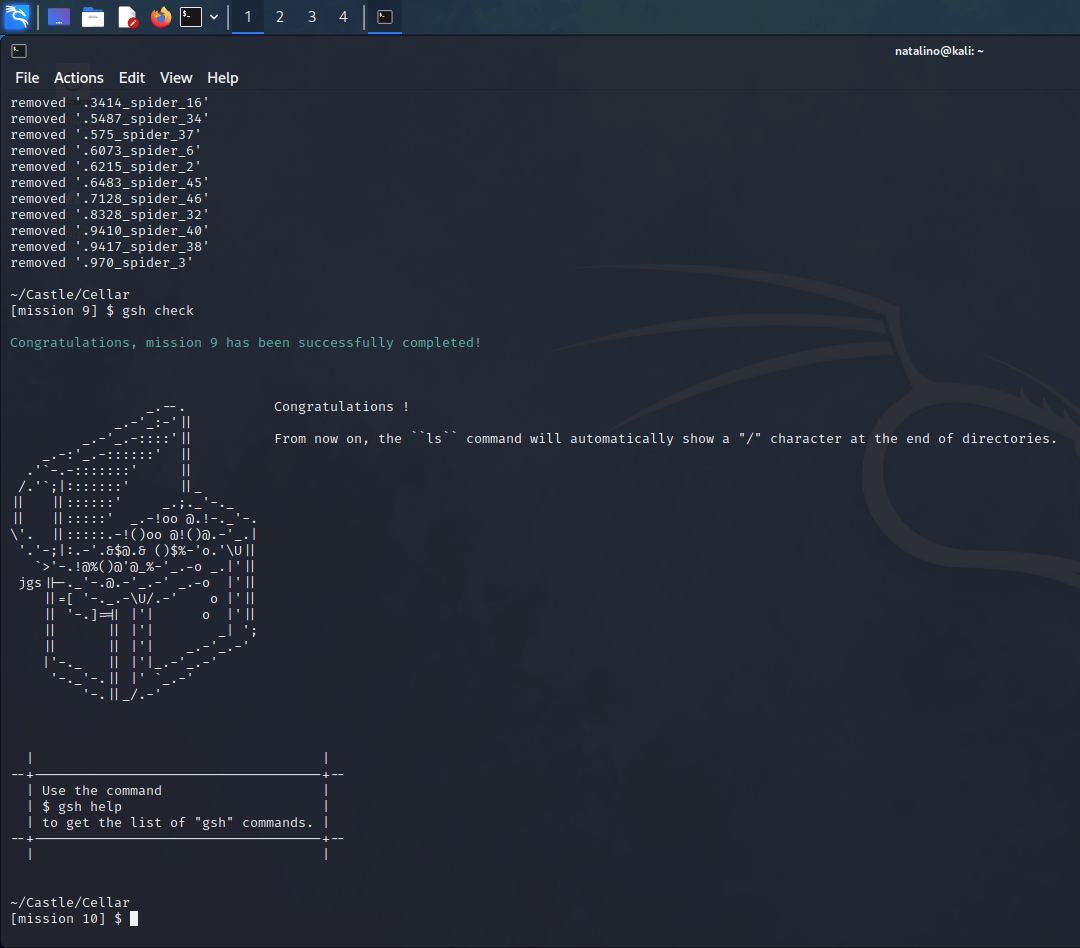 1 2 3 4
natalino@kali: ~
File Actions Edit View Help
removed '.3414_spider_16'
removed '.5487_spider_34'
removed '.575_spider_37'
removed '.6073_spider_6'
removed '.6215_spider_2'
removed '.6483_spider_45'
removed '.7128_spider_46'
removed '.8328_spider_32'
removed '.9410_spider_40'
removed '.9417_spider_38'
removed '.970_spider_3'
~/Castle/Cellar
[mission 9] $ gsh check
Congratulations, mission 9 has been successfully completed!
Congratulations !
From now on, the ``ls`` command will automatically show a "/" character at the end of directories.
jgs
Use the command
$ gsh help
to get the list of "gsh" commands.
~/Castle/Cellar
[mission 10] $